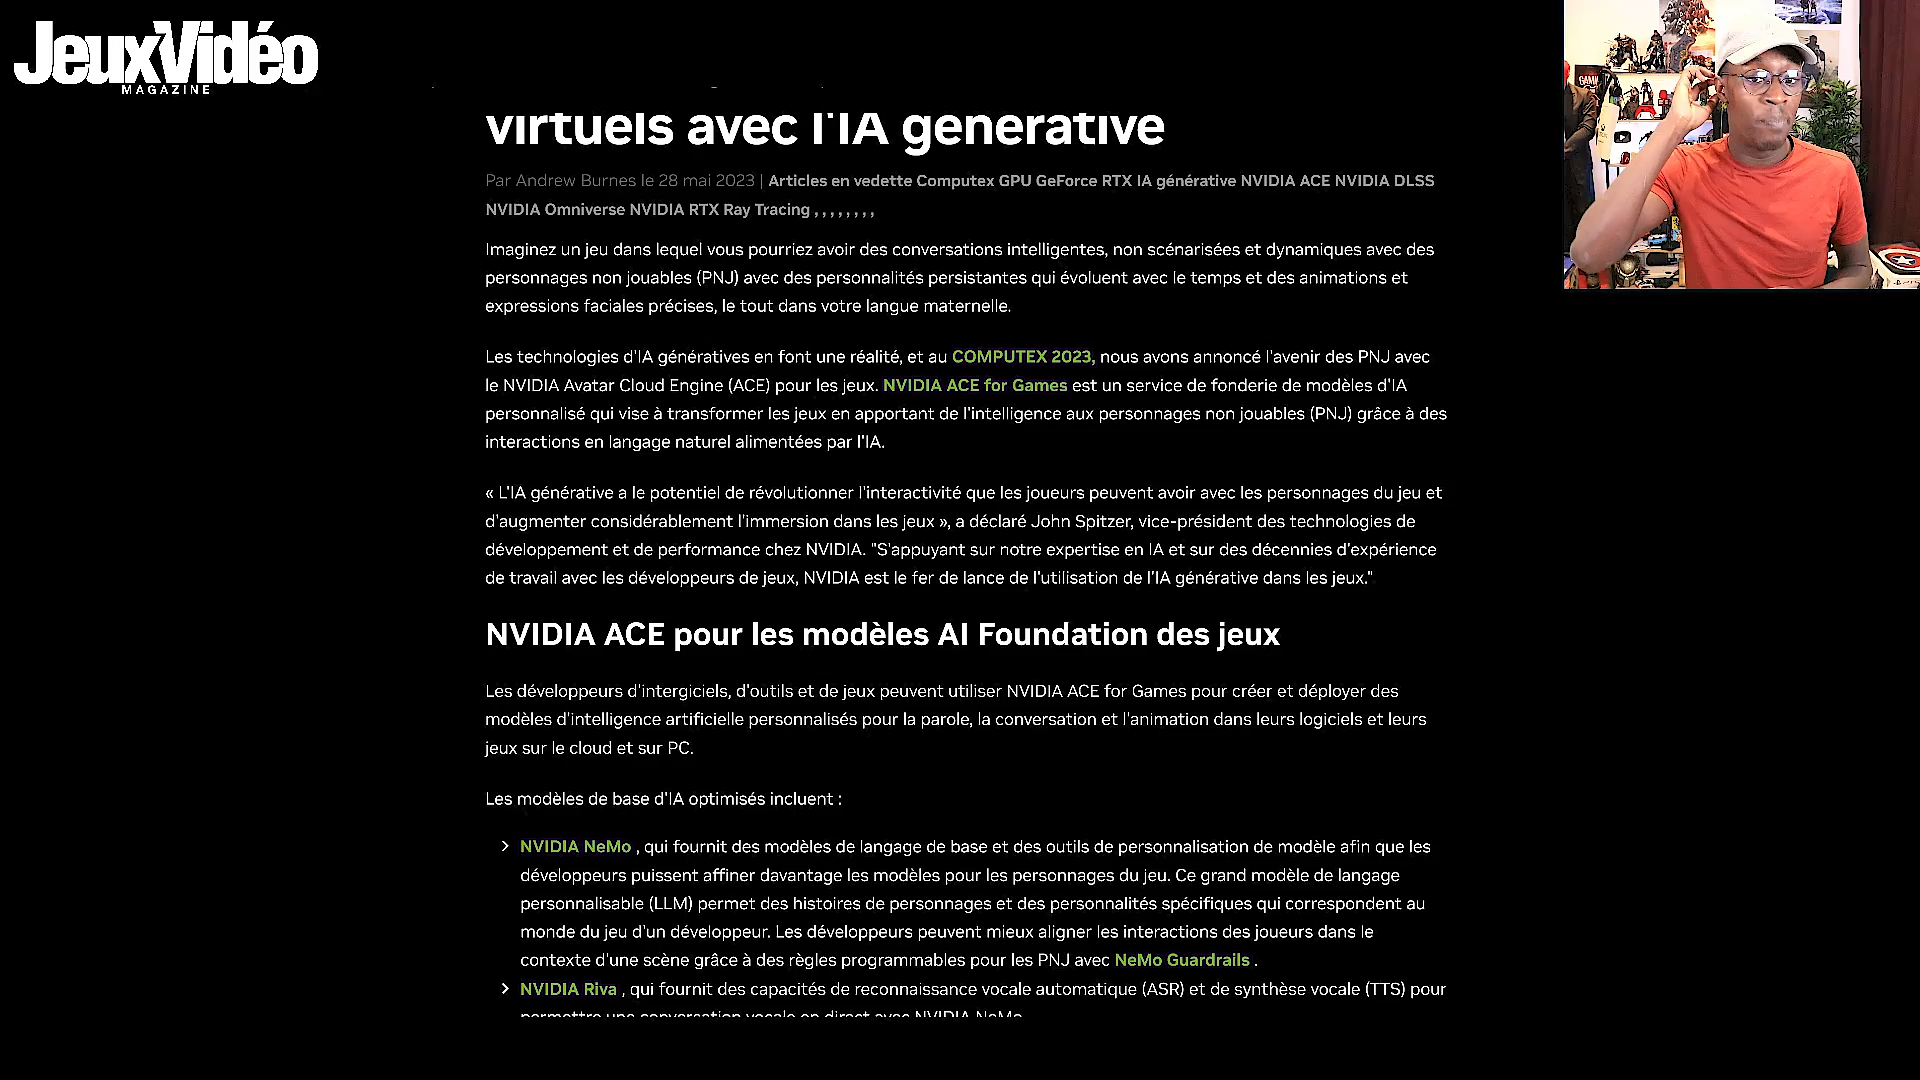 JeuxVidéo
MAGAZINE
virtuels avec l'IA générative
Par Andrew Burnes le 28 mai 2023 | Articles en vedette Computex GPU GeForce RTX IA générative NVIDIA ACE NVIDIA DLSS
NVIDIA Omniverse NVIDIA RTX Ray Tracing , , , , , , , ,
Imaginez un jeu dans lequel vous pourriez avoir des conversations intelligentes, non scénarisées et dynamiques avec des
personnages non jouables (PNJ) avec des personnalités persistantes qui évoluent avec le temps et des animations et
expressions faciales précises, le tout dans votre langue maternelle.
Les technologies d'IA génératives en font une réalité, et au COMPUTEX 2023, nous avons annoncé l'avenir des PNJ avec
le NVIDIA Avatar Cloud Engine (ACE) pour les jeux. NVIDIA ACE for Games est un service de fonderie de modèles d'IA
personnalisé qui vise à transformer les jeux en apportant de l'intelligence aux personnages non jouables (PNJ) grâce à des
interactions en langage naturel alimentées par l'IA.
« L'IA générative a le potentiel de révolutionner l'interactivité que les joueurs peuvent avoir avec les personnages du jeu et
d'augmenter considérablement l'immersion dans les jeux », a déclaré John Spitzer, vice-président des technologies de
développement et de performance chez NVIDIA. "S'appuyant sur notre expertise en IA et sur des décennies d'expérience
de travail avec les développeurs de jeux, NVIDIA est le fer de lance de l'utilisation de l'IA générative dans les jeux."
NVIDIA ACE pour les modèles AI Foundation des jeux
Les développeurs d'intergiciels, d'outils et de jeux peuvent utiliser NVIDIA ACE for Games pour créer et déployer des
modèles d'intelligence artificielle personnalisés pour la parole, la conversation et l'animation dans leurs logiciels et leurs
jeux sur le cloud et sur PC.
Les modèles de base d'IA optimisés incluent :
> NVIDIA NeMo , qui fournit des modèles de langage de base et des outils de personnalisation de modèle afin que les
développeurs puissent affiner davantage les modèles pour les personnages du jeu. Ce grand modèle de langage
personnalisable (LLM) permet des histoires de personnages et des personnalités spécifiques qui correspondent au
monde du jeu d'un développeur. Les développeurs peuvent mieux aligner les interactions des joueurs dans le
contexte d'une scène grâce à des règles programmables pour les PNJ avec NeMo Guardrails .
> NVIDIA Riva , qui fournit des capacités de reconnaissance vocale automatique (ASR) et de synthèse vocale (TTS) pour
permettre une conversation vocale en direct avec NVIDIA NeMo.